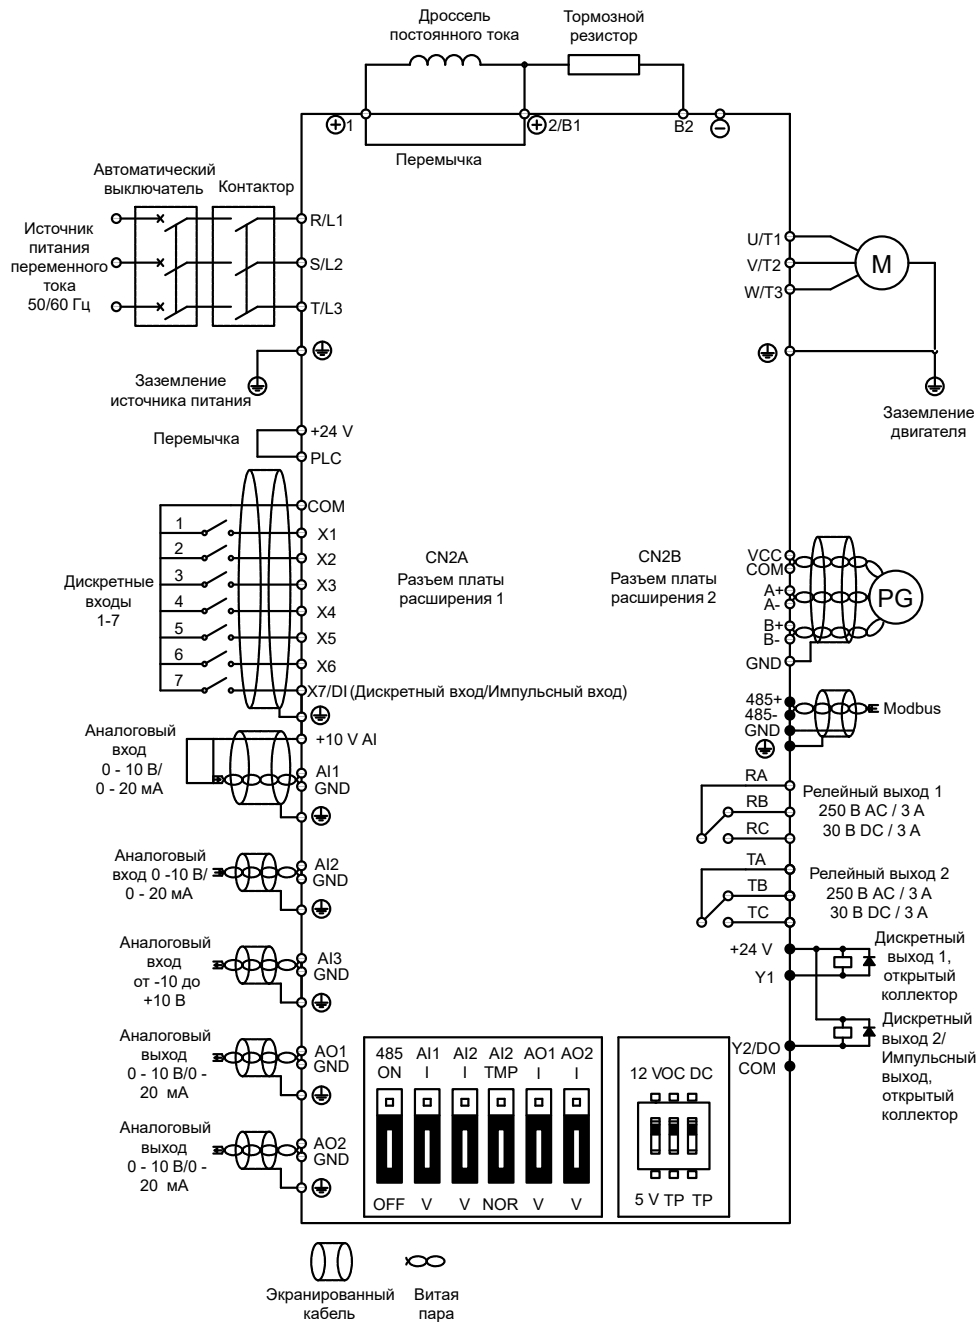 Дроссель
постоянного тока
Тормозной
резистор
+1
+2/B1
B2
−
Перемычка
Автоматический
выключатель
Контактор
Источник
питания
переменного
тока
50/60 Гц
R/L1
S/L2
T/L3
U/T1
V/T2
W/T3
M
Заземление
источника питания
Заземление
двигателя
Перемычка
+24 V
PLC
COM
1
X1
2
X2
3
X3
4
X4
5
X5
6
X6
7
X7/DI (Дискретный вход/Импульсный вход)
Дискретные
входы
1-7
CN2A
Разъем платы
расширения 1
CN2B
Разъем платы
расширения 2
VCC
COM
A+
A-
B+
B-
GND
PG
485+
485-
GND
Modbus
Аналоговый
вход
0 - 10 В/
0 - 20 мА
+10 V AI
AI1
GND
RA
RB
RC
Релейный выход 1
250 В AC / 3 А
30 В DC / 3 А
Аналоговый
вход 0 -10 В/
0 - 20 мА
AI2
GND
TA
TB
TC
Релейный выход 2
250 В AC / 3 А
30 В DC / 3 А
Аналоговый
вход
от -10 до
+10 В
AI3
GND
+24 V
Y1
Дискретный
выход 1,
открытый
коллектор
Аналоговый
выход
0 - 10 В/0 -
20 мА
AO1
GND
Y2/DO
COM
Дискретный
выход 2/
Импульсный
выход,
открытый
коллектор
Аналоговый
выход
0 - 10 В/0 -
20 мА
AO2
GND
485 AI1 AI2 AI2 AO1 AO2
ON I I TMP I I
OFF V V NOR V V
12 VOC DC
5 V TP TP
Экранированный
кабель
Витая
пара